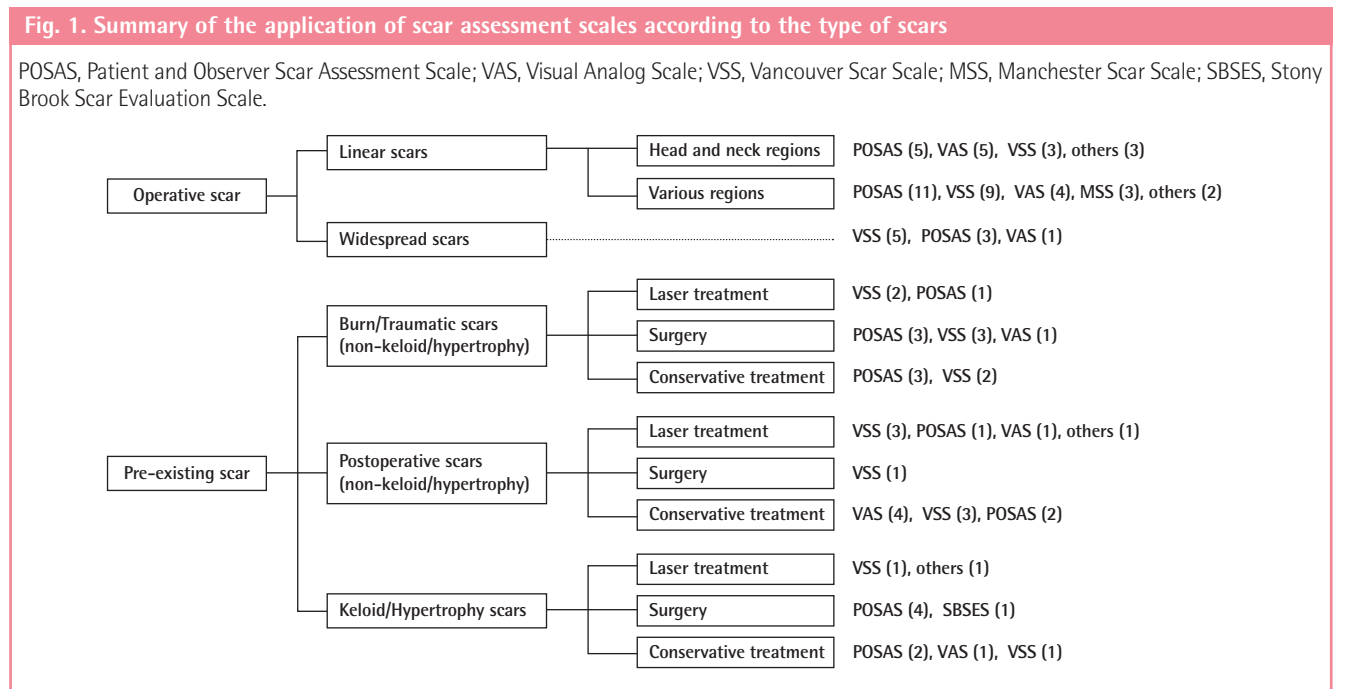 Fig. 1. Summary of the application of scar assessment scales according to the type of scars
POSAS, Patient and Observer Scar Assessment Scale; VAS, Visual Analog Scale; VSS, Vancouver Scar Scale; MSS, Manchester Scar Scale; SBSES, Stony
Brook Scar Evaluation Scale.
Operative scar
Linear scars
Head and neck regions
POSAS (5), VAS (5), VSS (3), others (3)
Various regions
POSAS (11), VSS (9), VAS (4), MSS (3), others (2)
Widespread scars
VSS (5), POSAS (3), VAS (1)
Pre-existing scar
Burn/Traumatic scars
(non-keloid/hypertrophy)
Laser treatment
VSS (2), POSAS (1)
Surgery
POSAS (3), VSS (3), VAS (1)
Conservative treatment
POSAS (3), VSS (2)
Postoperative scars
(non-keloid/hypertrophy)
Laser treatment
VSS (3), POSAS (1), VAS (1), others (1)
Surgery
VSS (1)
Conservative treatment
VAS (4), VSS (3), POSAS (2)
Keloid/Hypertrophy scars
Laser treatment
VSS (1), others (1)
Surgery
POSAS (4), SBSES (1)
Conservative treatment
POSAS (2), VAS (1), VSS (1)